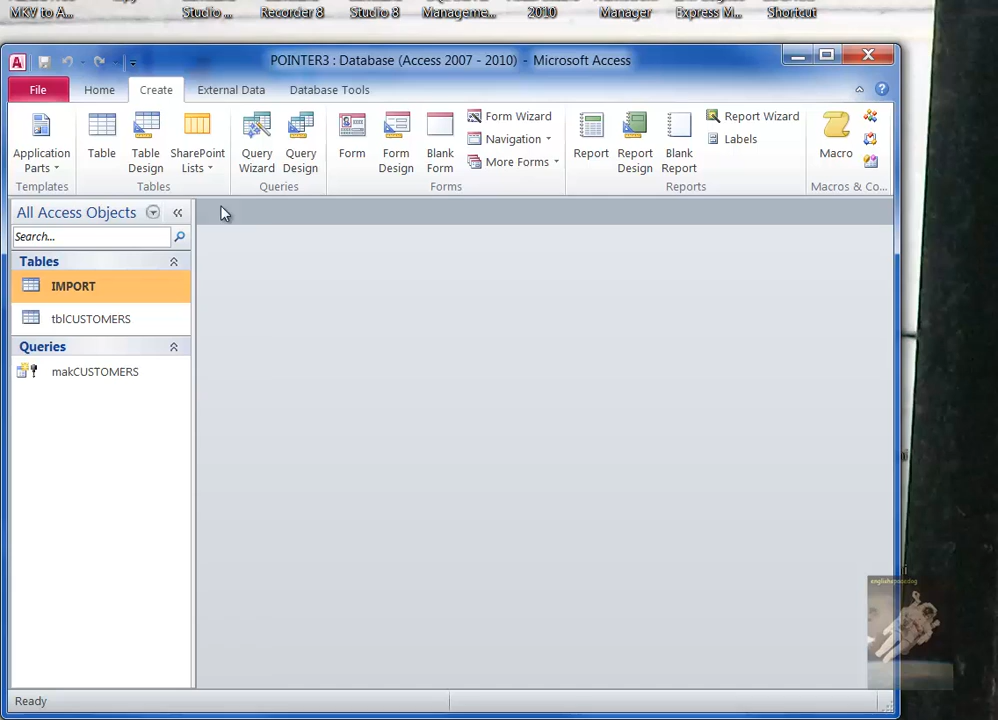 MKV to A...
Studio ...
Recorder 8
Studio 8
Manageme...
2010
Manager
Express M...
Shortcut
POINTER3 : Database (Access 2007 - 2010) - Microsoft Access
File
Home
Create
External Data
Database Tools
Application Parts
Table
Table Design
SharePoint Lists
Query Wizard
Query Design
Form
Form Design
Blank Form
Form Wizard
Navigation
More Forms
Report
Report Design
Blank Report
Report Wizard
Labels
Macro
Templates
Tables
Queries
Forms
Reports
Macros & Co...
All Access Objects
Search...
Tables
IMPORT
tblCUSTOMERS
Queries
makCUSTOMERS
Ready